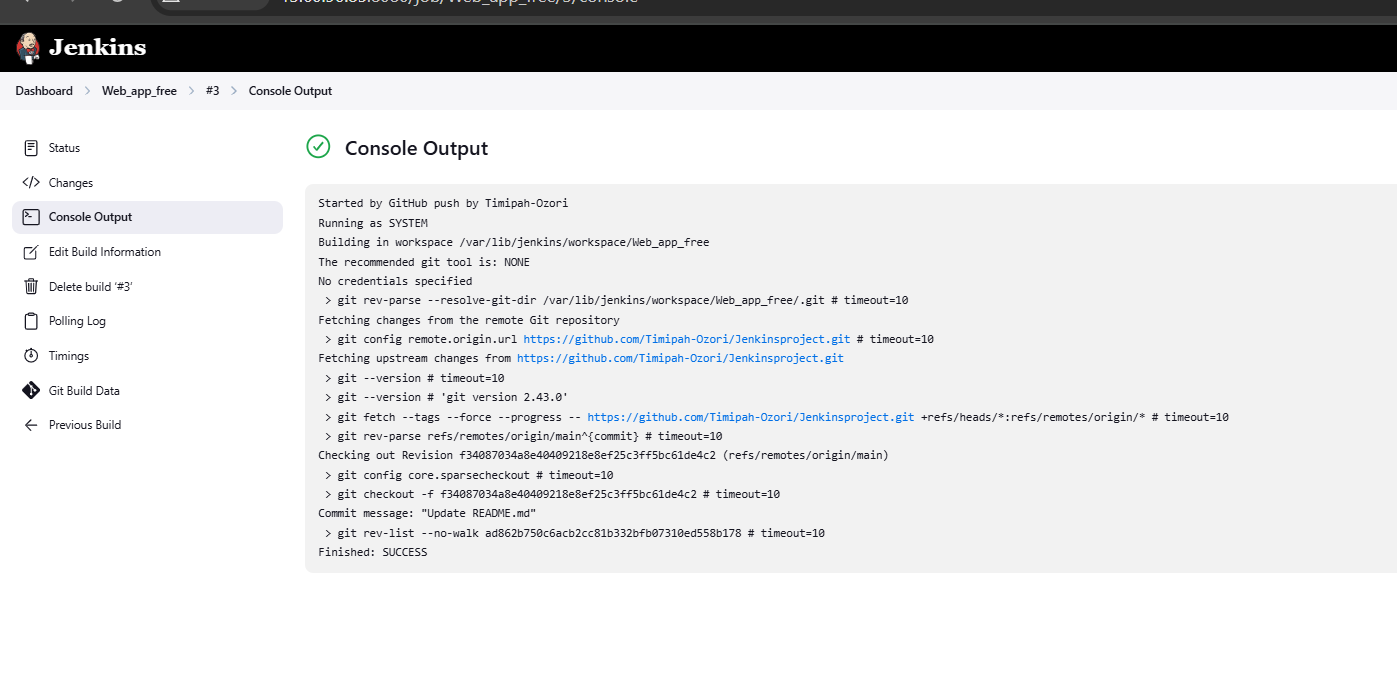 Jenkins
Dashboard > Web_app_free > #3 > Console Output
Status
Changes
Console Output
Edit Build Information
Delete build ‘#3’
Polling Log
Timings
Git Build Data
Previous Build
Console Output
Started by GitHub push by Timipah-Ozori
Running as SYSTEM
Building in workspace /var/lib/jenkins/workspace/Web_app_free
The recommended git tool is: NONE
No credentials specified
> git rev-parse --resolve-git-dir /var/lib/jenkins/workspace/Web_app_free/.git # timeout=10
Fetching changes from the remote Git repository
> git config remote.origin.url https://github.com/Timipah-Ozori/Jenkinsproject.git # timeout=10
Fetching upstream changes from https://github.com/Timipah-Ozori/Jenkinsproject.git
> git --version # timeout=10
> git --version # 'git version 2.43.0'
> git fetch --tags --force --progress -- https://github.com/Timipah-Ozori/Jenkinsproject.git +refs/heads/*:refs/remotes/origin/* # timeout=10
> git rev-parse refs/remotes/origin/main^{commit} # timeout=10
Checking out Revision f34087034a8e40409218e8ef25c3ff5bc61de4c2 (refs/remotes/origin/main)
> git config core.sparsecheckout # timeout=10
> git checkout -f f34087034a8e40409218e8ef25c3ff5bc61de4c2 # timeout=10
Commit message: "Update README.md"
> git rev-list --no-walk ad862b750c6acb2cc81b332bfb07310ed558b178 # timeout=10
Finished: SUCCESS